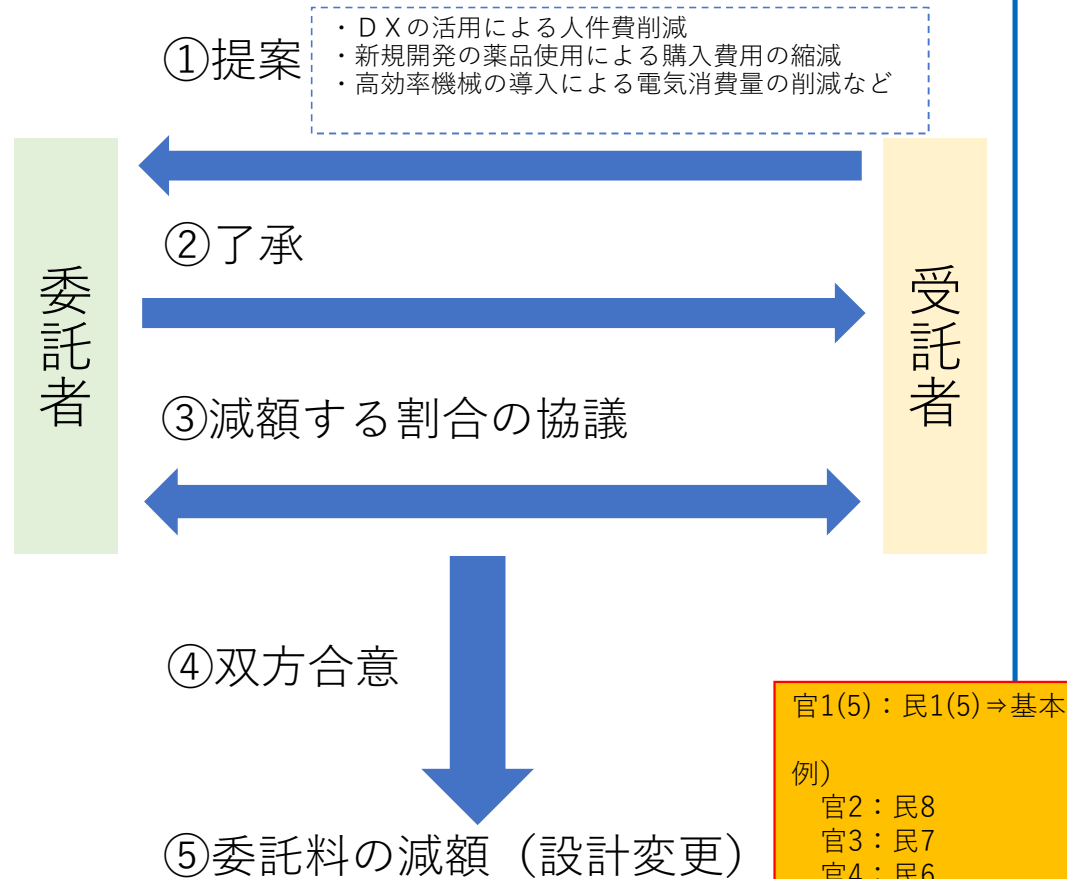 ①提案
・ＤＸの活用による人件費削減
・新規開発の薬品使用による購入費用の縮減
・高効率機械の導入による電気消費量の削減など
②了承
委託者
受託者
③減額する割合の協議
④双方合意
官1(5)：民1(5)⇒基本
例）
官2：民8
官3：民7
官4：民6
⑤委託料の減額（設計変更）